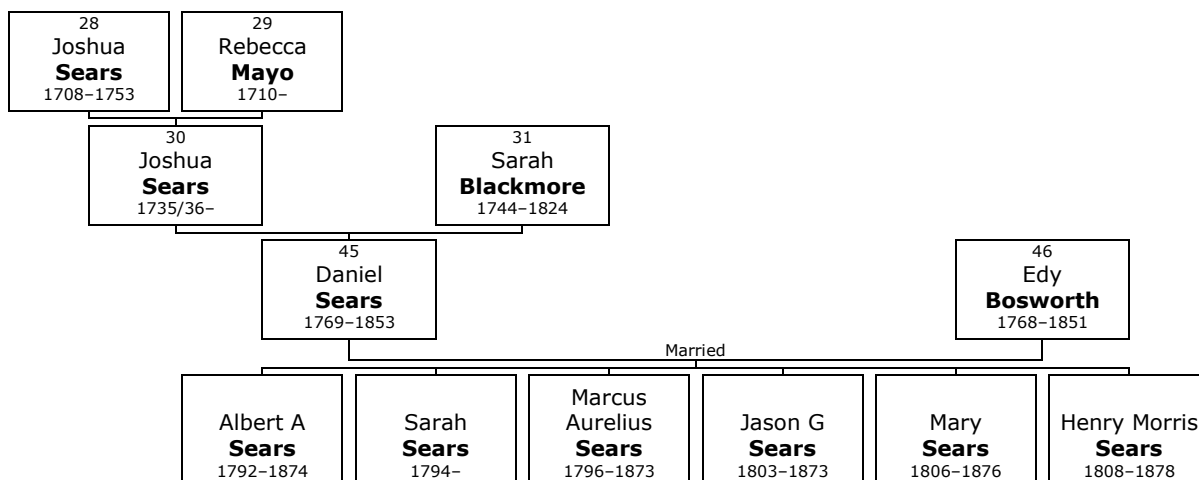 28
Joshua
Sears
1708–1753
29
Rebecca
Mayo
1710–
30
Joshua
Sears
1735/36–
31
Sarah
Blackmore
1744–1824
45
Daniel
Sears
1769–1853
46
Edy
Bosworth
1768–1851
Married
Albert A
Sears
1792–1874
Sarah
Sears
1794–
Marcus
Aurelius
Sears
1796–1873
Jason G
Sears
1803–1873
Mary
Sears
1806–1876
Henry Morris
Sears
1808–1878